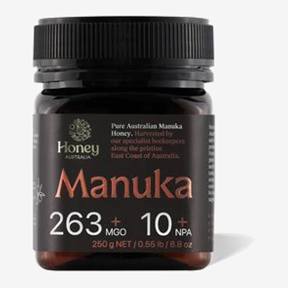 Honey
AUSTRALIA
Pure Australian Manuka
Honey. Harvested by
our specialist beekeepers
along the pristine
East Coast of Australia.
Manuka
263+ MGO 10+ NPA
250 g NET / 0.55 lb / 8.8 oz